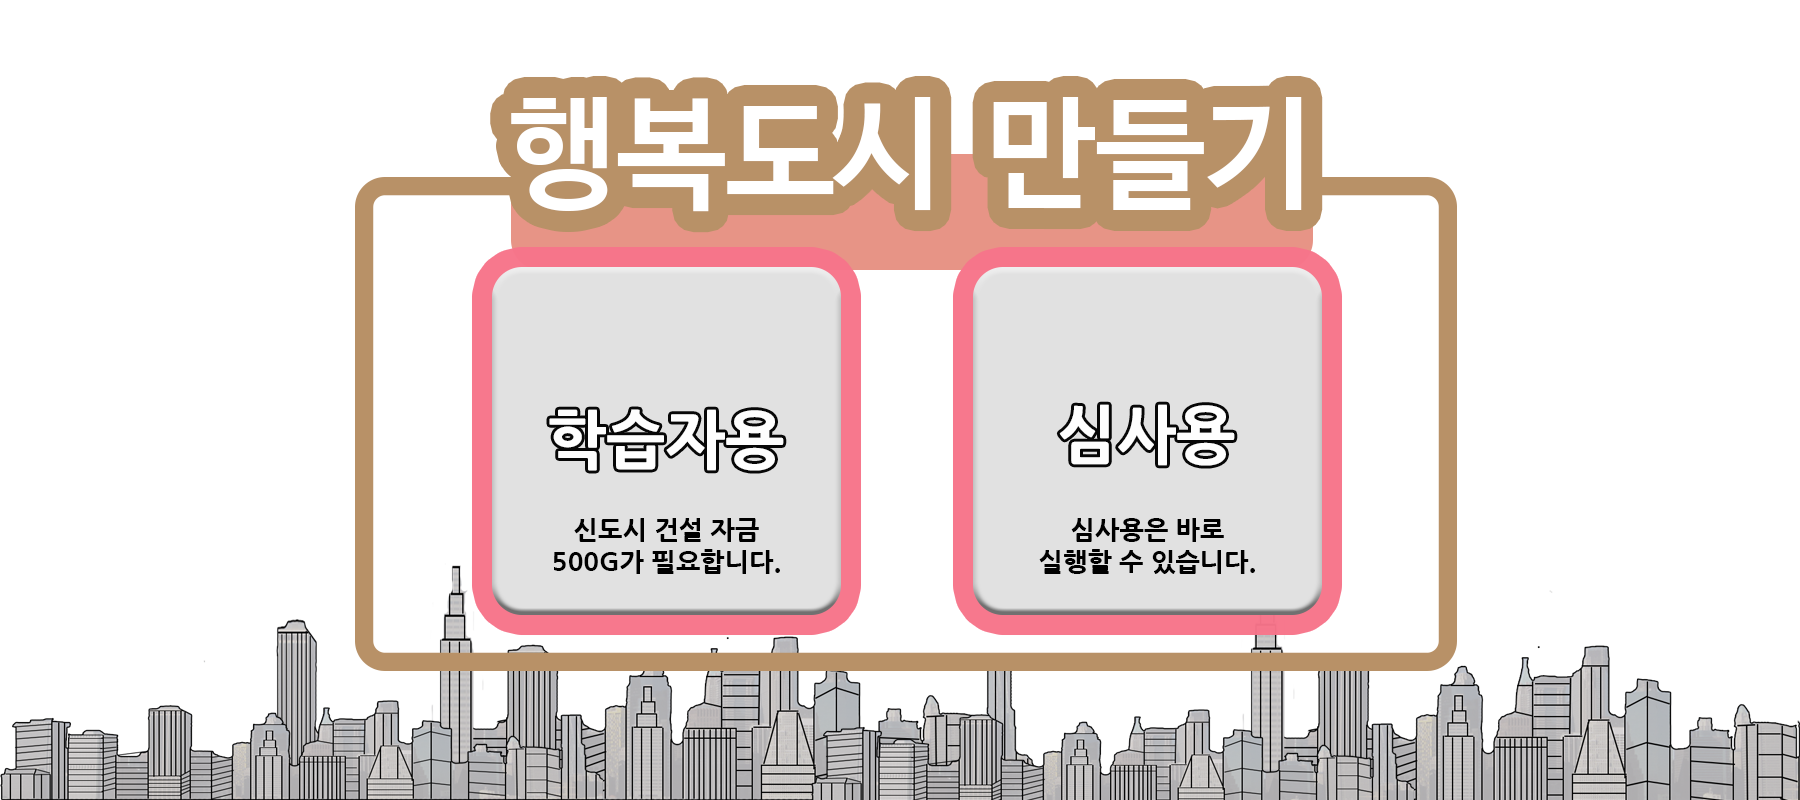 행복도시 만들기
학습자용
신도시 건설 자금
500G가 필요합니다.
심사용
심사용은 바로
실행할 수 있습니다.